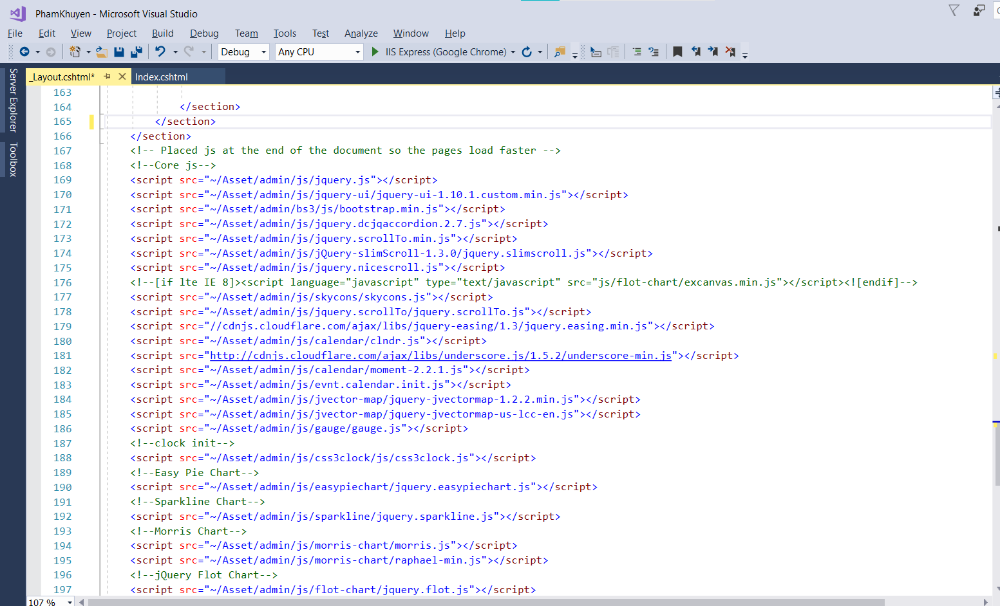 PhamKhuyen - Microsoft Visual Studio
File Edit View Project Build Debug Team Tools Test Analyze Window Help
Debug Any CPU IIS Express (Google Chrome)
Server Explorer
Toolbox
_Layout.cshtml* Index.cshtml
163
164 </section>
165 </section>
166 </section>
167 <!-- Placed js at the end of the document so the pages load faster -->
168 <!--Core js-->
169 <script src="~/Asset/admin/js/jquery.js"></script>
170 <script src="~/Asset/admin/js/jquery-ui/jquery-ui-1.10.1.custom.min.js"></script>
171 <script src="~/Asset/admin/bs3/js/bootstrap.min.js"></script>
172 <script src="~/Asset/admin/js/jquery.dcjqaccordion.2.7.js"></script>
173 <script src="~/Asset/admin/js/jquery.scrollTo.min.js"></script>
174 <script src="~/Asset/admin/js/jQuery-slimScroll-1.3.0/jquery.slimscroll.js"></script>
175 <script src="~/Asset/admin/js/jquery.nicescroll.js"></script>
176 <!--[if lte IE 8]><script language="javascript" type="text/javascript" src="js/flot-chart/excanvas.min.js"></script><![endif]-->
177 <script src="~/Asset/admin/js/skycons/skycons.js"></script>
178 <script src="~/Asset/admin/js/jquery.scrollTo/jquery.scrollTo.js"></script>
179 <script src="//cdnjs.cloudflare.com/ajax/libs/jquery-easing/1.3/jquery.easing.min.js"></script>
180 <script src="~/Asset/admin/js/calendar/clndr.js"></script>
181 <script src="http://cdnjs.cloudflare.com/ajax/libs/underscore.js/1.5.2/underscore-min.js"></script>
182 <script src="~/Asset/admin/js/calendar/moment-2.2.1.js"></script>
183 <script src="~/Asset/admin/js/evnt.calendar.init.js"></script>
184 <script src="~/Asset/admin/js/jvector-map/jquery-jvectormap-1.2.2.min.js"></script>
185 <script src="~/Asset/admin/js/jvector-map/jquery-jvectormap-us-lcc-en.js"></script>
186 <script src="~/Asset/admin/js/gauge/gauge.js"></script>
187 <!--clock init-->
188 <script src="~/Asset/admin/js/css3clock/js/css3clock.js"></script>
189 <!--Easy Pie Chart-->
190 <script src="~/Asset/admin/js/easypiechart/jquery.easypiechart.js"></script>
191 <!--Sparkline Chart-->
192 <script src="~/Asset/admin/js/sparkline/jquery.sparkline.js"></script>
193 <!--Morris Chart-->
194 <script src="~/Asset/admin/js/morris-chart/morris.js"></script>
195 <script src="~/Asset/admin/js/morris-chart/raphael-min.js"></script>
196 <!--jQuery Flot Chart-->
197 <script src="~/Asset/admin/js/flot-chart/jquery.flot.js"></script>
107 %